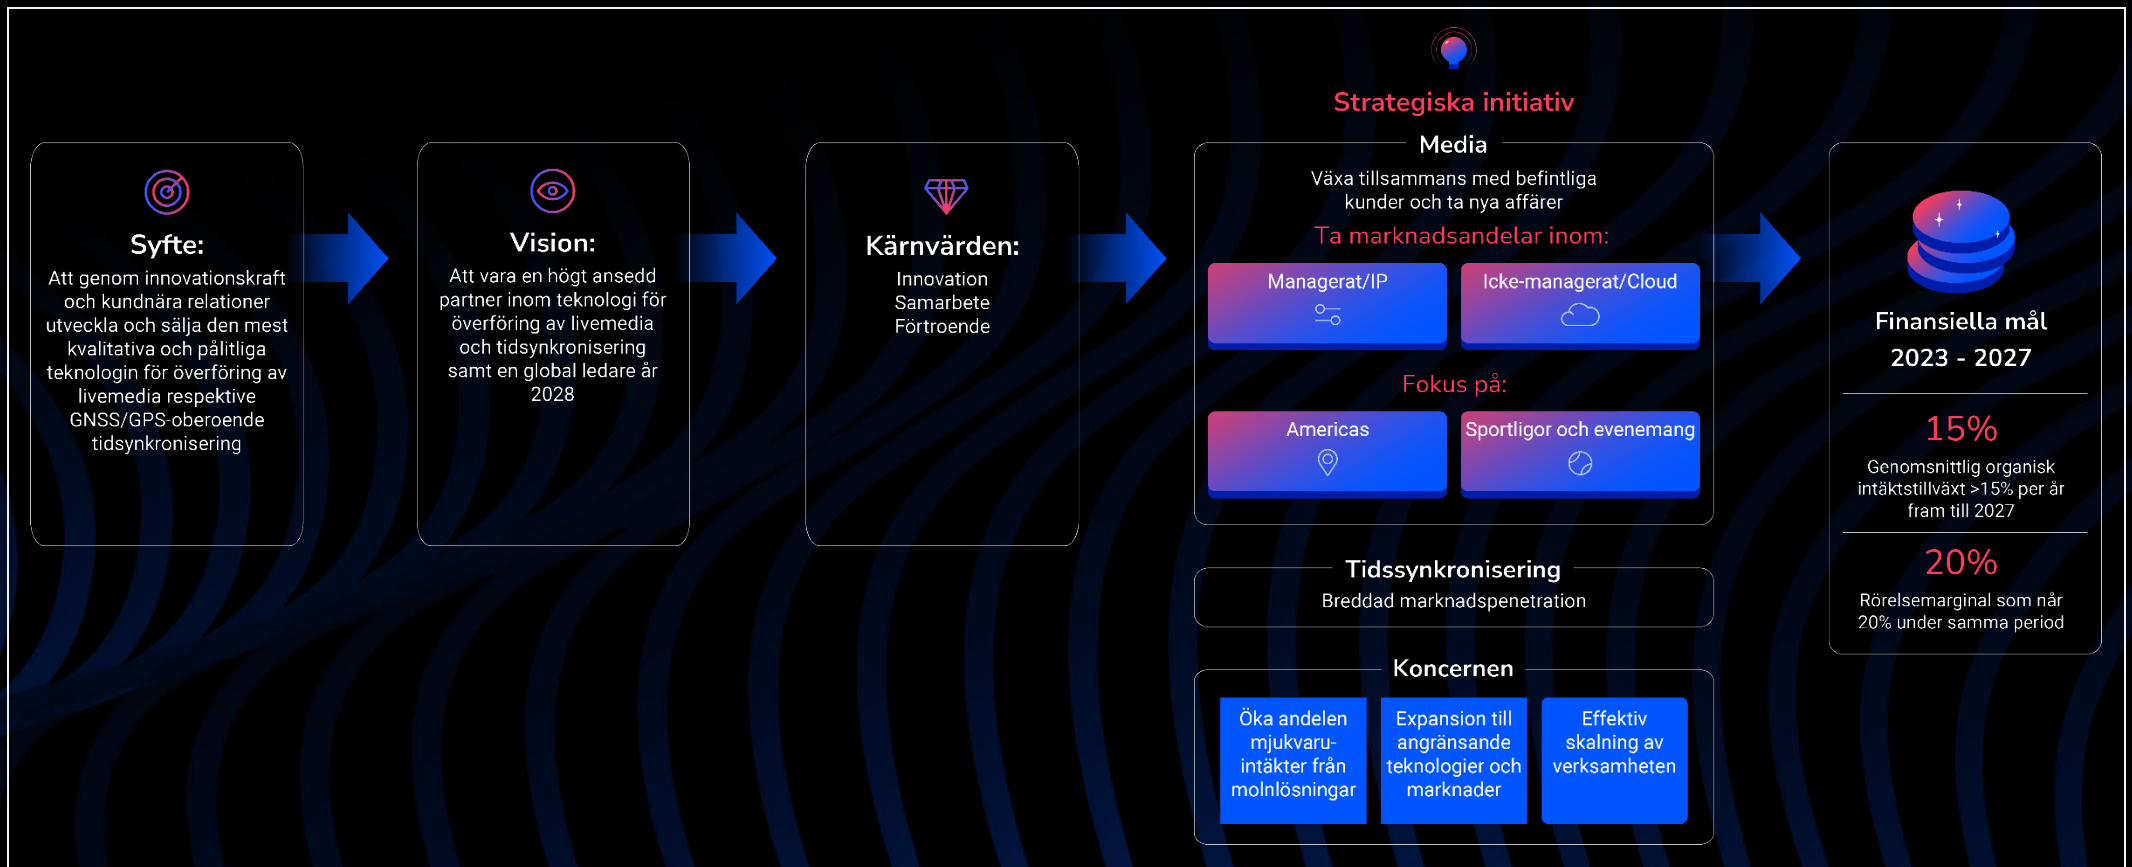 Syfte:
Att genom innovationskraft
och kundnära relationer
utveckla och sälja den mest
kvalitativa och pålitliga
teknologin för överföring av
livemedia respektive
GNSS/GPS-oberoende
tidsynkronisering
Vision:
Att vara en högt ansedd
partner inom teknologi för
överföring av livemedia
och tidsynkronisering
samt en global ledare år
2028
Kärnvärden:
Innovation
Samarbete
Förtroende
Strategiska initiativ
Media
Växa tillsammans med befintliga
kunder och ta nya affärer
Ta marknadsandelar inom:
Managerat/IP
Icke-managerat/Cloud
Fokus på:
Americas
Sportligor och evenemang
Tidssynkronisering
Breddad marknadspenetration
Koncernen
Öka andelen
mjukvaru-
intäkter från
molnlösningar
Expansion till
angränsande
teknologier och
marknader
Effektiv
skalning av
verksamheten
Finansiella mål
2023 - 2027
15%
Genomsnittlig organisk
intäktstillväxt >15% per år
fram till 2027
20%
Rörelsemarginal som når
20% under samma period